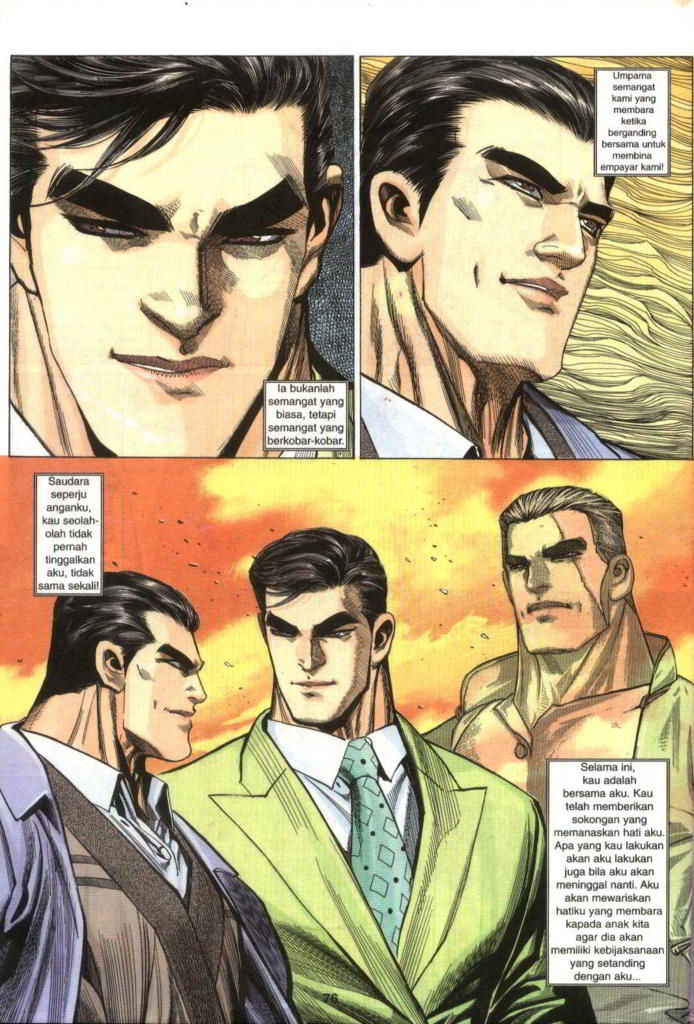 Ia bukanlah
semangat yang
biasa, tetapi
semangat yang
berkobar-kobar.
Umpama
semangat
kami yang
membara
ketika
berganding
bersama untuk
membina
empayar kami!
Saudara
seperju
anganku,
kau seolah-
olah tidak
pernah
tinggalkan
aku, tidak
sama sekali!
Selama ini,
kau adalah
bersama aku. Kau
telah memberikan
sokongan yang
memanaskan hati aku.
Apa yang kau lakukan
akan aku lakukan
juga bila aku akan
meninggal nanti. Aku
akan mewariskan
hatiku yang membara
kapada anak kita
agar dia akan
memiliki kebijaksanaan
yang setanding
dengan aku...
76